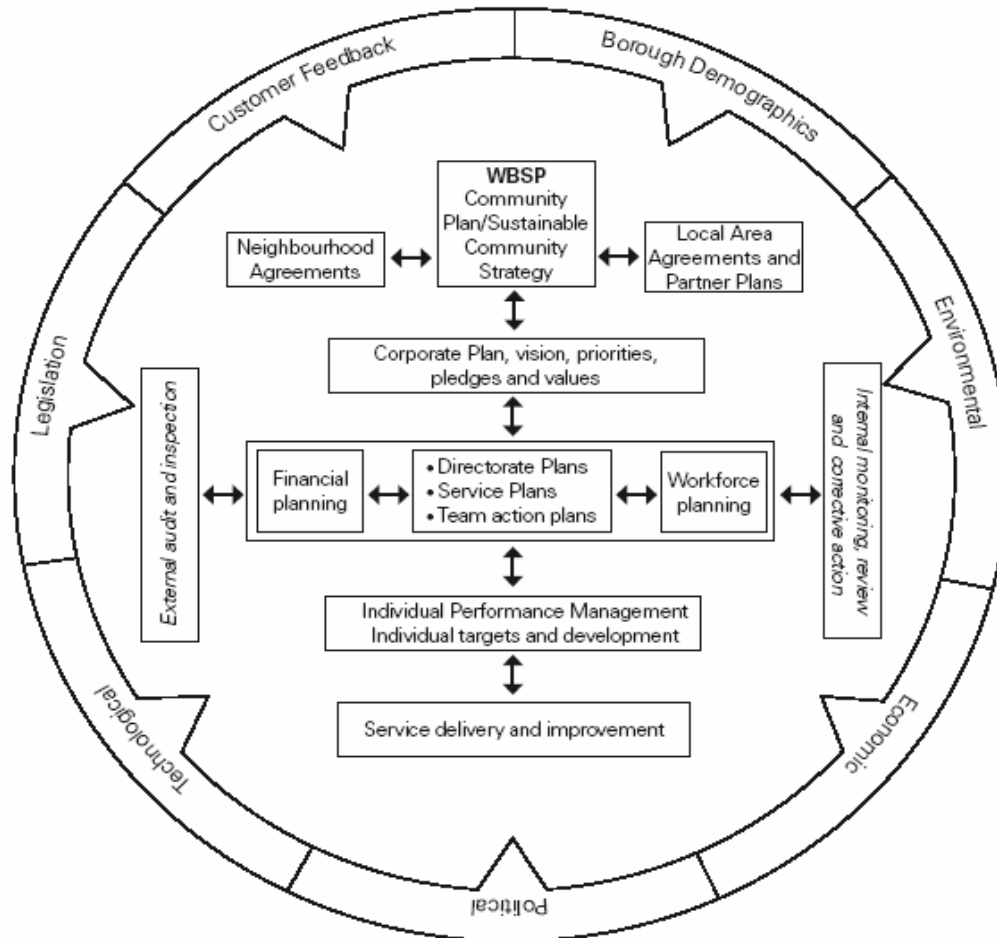 Customer Feedback
Borough Demographics
WBSP
Community
Plan/Sustainable
Community
Strategy
Neighbourhood
Agreements
Local Area
Agreements and
Partner Plans
Legislation
Environmental
Corporate Plan, vision, priorities,
pledges and values
External audit and inspection
Financial
planning
• Directorate Plans
• Service Plans
• Team action plans
Workforce
planning
Internal monitoring, review
and corrective action
Individual Performance Management
Individual targets and development
Service delivery and improvement
Technological
Economic
Political